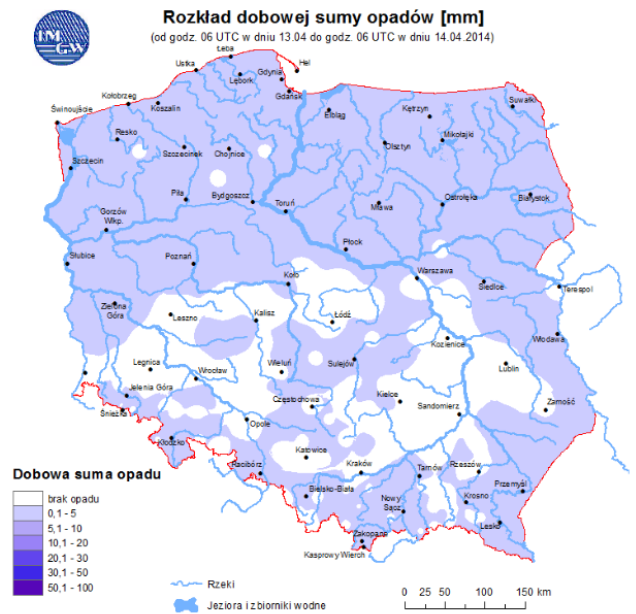 IM
GW
Rozkład dobowej sumy opadów [mm]
(od godz. 06 UTC w dniu 13.04 do godz. 06 UTC w dniu 14.04.2014)
Łeba
Hel
Ustka
Lębork
Gdynia
Gdańsk
Kołobrzeg
Koszalin
Świnoujście
Resko
Elbląg
Kętrzyn
Suwałki
Szczecin
Szczecinek
Chojnice
Olsztyn
Mikołajki
Piła
Bydgoszcz
Toruń
Mława
Ostrołęka
Białystok
Gorzów
Wlkp.
Płock
Słubice
Poznań
Koło
Warszawa
Siedlce
Terespol
Zielona
Góra
Leszno
Kalisz
Łódź
Kozienice
Włodawa
Legnica
Wrocław
Wieluń
Sulejów
Lublin
Jelenia Góra
Śnieżka
Częstochowa
Kielce
Sandomierz
Zamość
Opole
Kłodzko
Katowice
Racibórz
Kraków
Tarnów
Rzeszów
Przemyśl
Bielsko-Biała
Nowy
Sącz
Krosno
Lesko
Zakopane
Kasprowy Wierch
Dobowa suma opadu
brak opadu
0,1 - 5
5,1 - 10
10,1 - 20
20,1 - 30
30,1 - 50
50,1 - 100
Rzeki
Jeziora i zbiorniki wodne
0 25 50 100 150 km